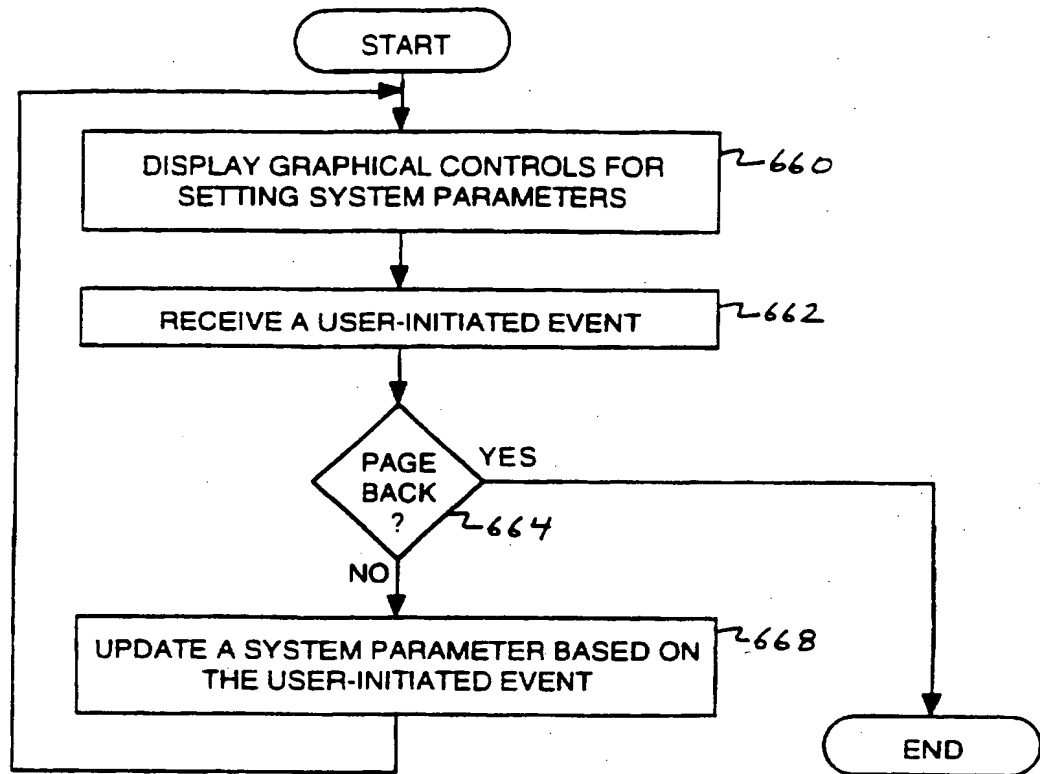 START
DISPLAY GRAPHICAL CONTROLS FOR
SETTING SYSTEM PARAMETERS
660
RECEIVE A USER-INITIATED EVENT
662
PAGE
BACK
?
YES
664
NO
UPDATE A SYSTEM PARAMETER BASED ON
THE USER-INITIATED EVENT
668
END